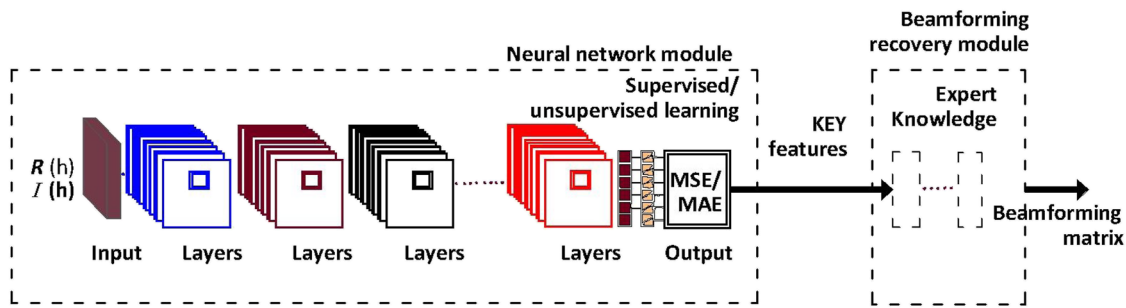 Beamforming
recovery module
Neural network module
Supervised/
unsupervised learning
R (h)
I (h)
MSE/
MAE
Input
Layers
Layers
Layers
Layers
Output
KEY
features
Expert
Knowledge
Beamforming
matrix